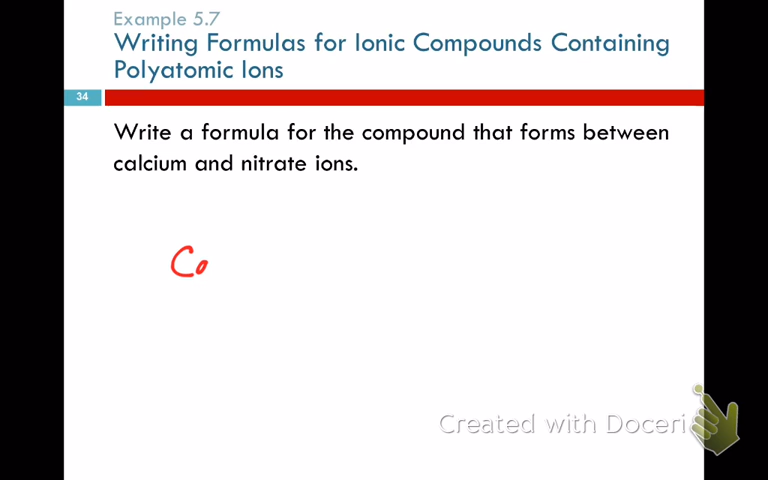 Example 5.7
Writing Formulas for Ionic Compounds Containing
Polyatomic Ions
34
Write a formula for the compound that forms between
calcium and nitrate ions.
Co
Created with Doceri